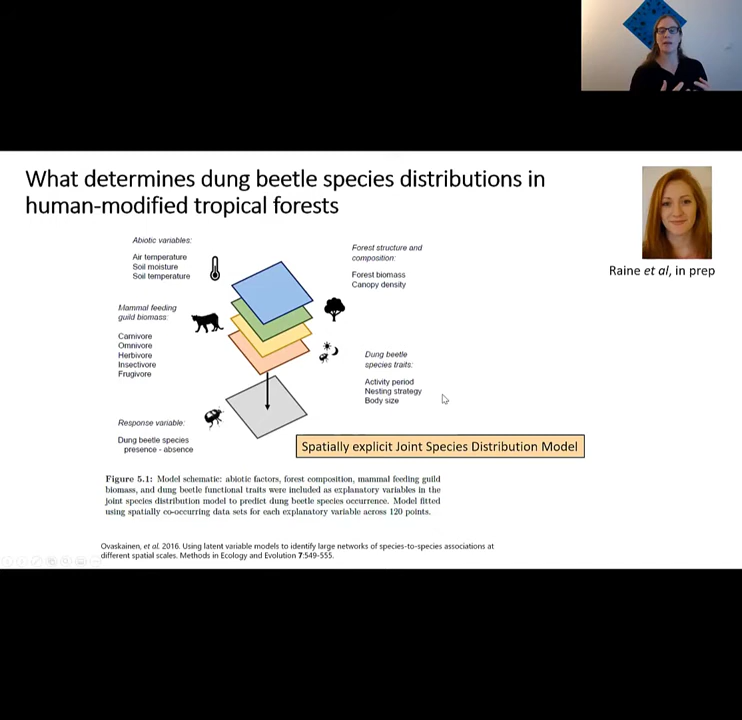 What determines dung beetle species distributions in
human-modified tropical forests
Raine et al, in prep
Abiotic variables:
Air temperature
Soil moisture
Soil temperature
Forest structure and
composition:
Forest biomass
Canopy density
Mammal feeding
guild biomass:
Carnivore
Omnivore
Herbivore
Insectivore
Frugivore
Dung beetle
species traits:
Activity period
Nesting strategy
Body size
Response variable:
Dung beetle species
presence - absence
Spatially explicit Joint Species Distribution Model
Figure 5.1: Model schematic: abiotic factors, forest composition, mammal feeding guild
biomass, and dung beetle functional traits were included as explanatory variables in the
joint species distribution model to predict dung beetle species occurrence. Model fitted
using spatially co-occurring data sets for each explanatory variable across 120 points.
Ovaskainen, et al. 2016. Using latent variable models to identify large networks of species-to-species associations at
different spatial scales. Methods in Ecology and Evolution 7:549-555.